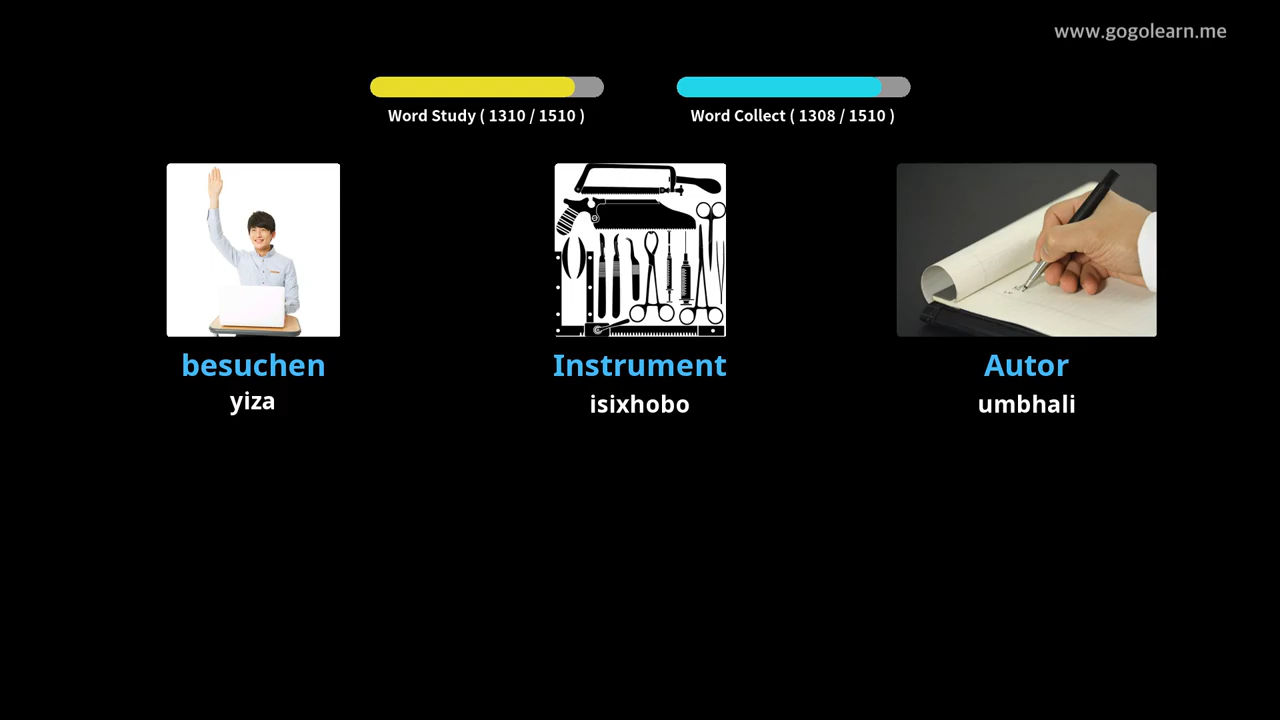 www.gogolearn.me
Word Study ( 1310 / 1510 )
Word Collect ( 1308 / 1510 )
besuchen
yiza
Instrument
isixhobo
Autor
umbhali